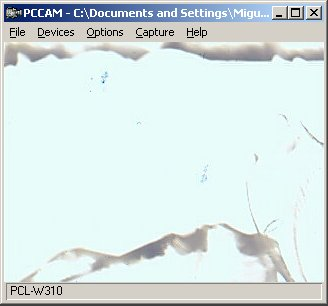 PCCAM - C:\Documents and Settings\Migu...
File Devices Options Capture Help
PCL-W310